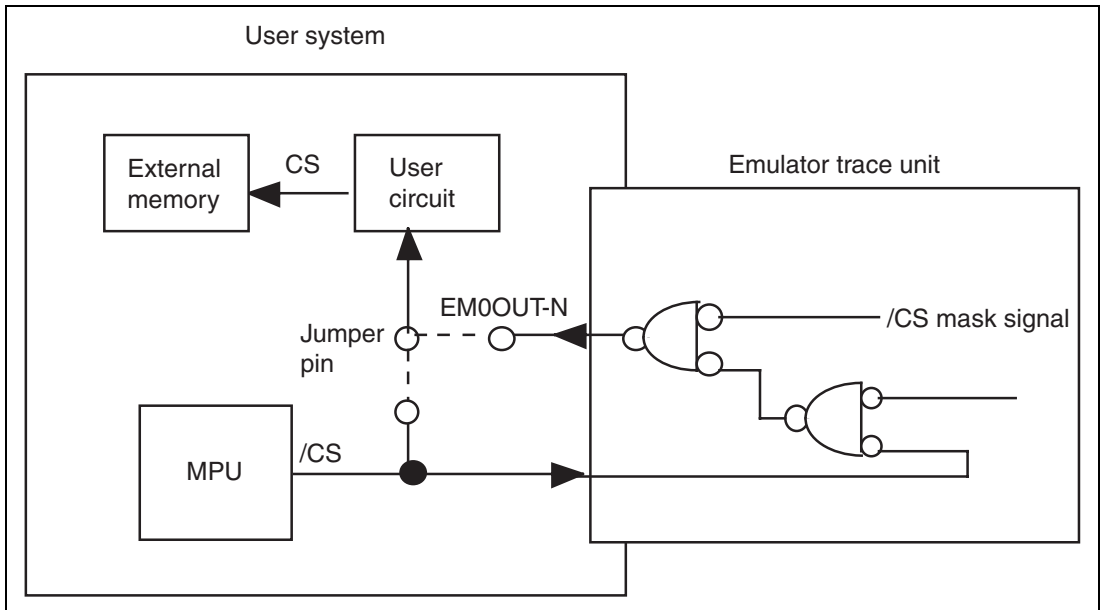 User system
External
memory
CS
User
circuit
Emulator trace unit
EM0OUT-N
/CS mask signal
Jumper
pin
MPU
/CS